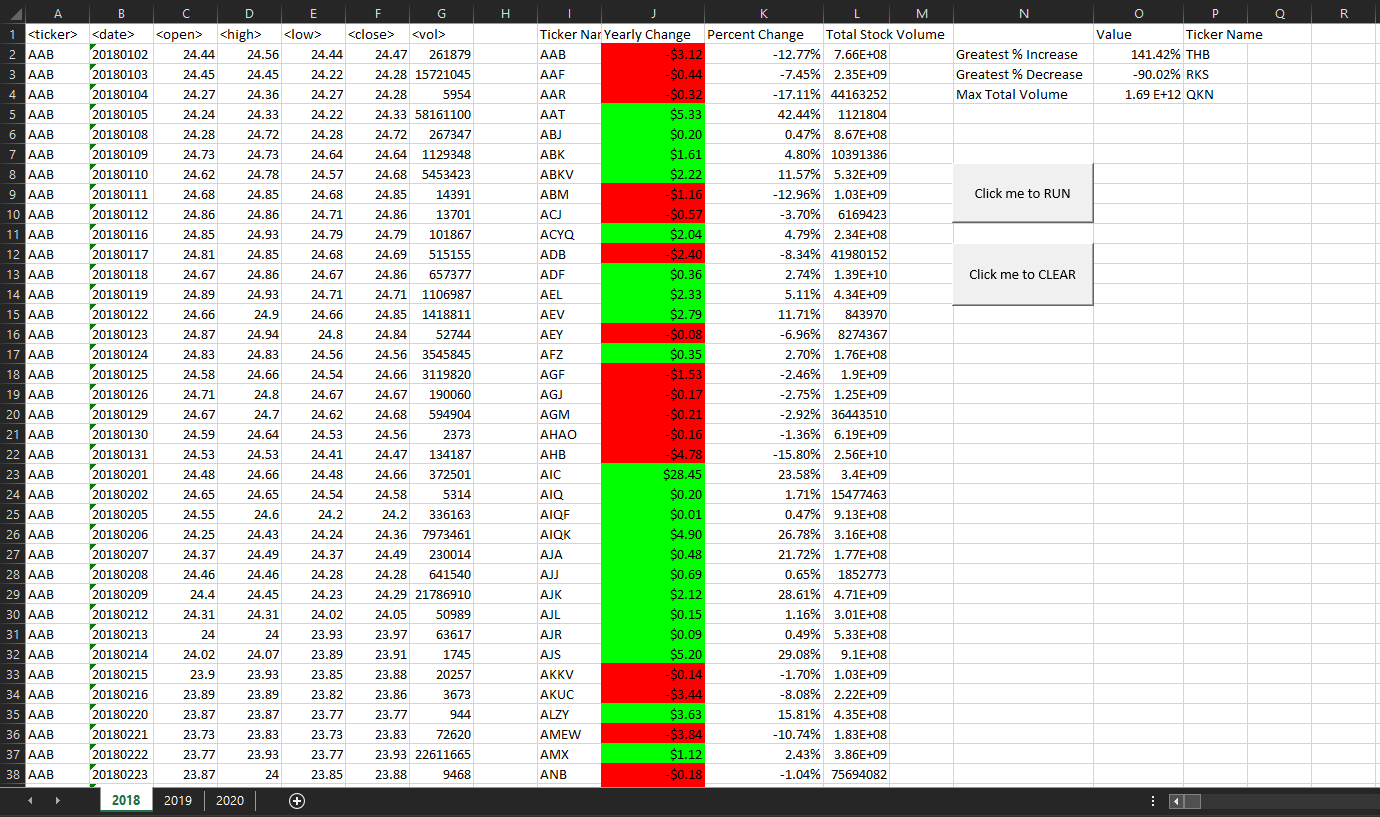 A B C D E F G H I J K L M N O P Q R
1 <ticker> <date> <open> <high> <low> <close> <vol> Ticker Nar Yearly Change Percent Change Total Stock Volume Value Ticker Name
2 AAB 20180102 24.44 24.56 24.44 24.47 261879 AAB -$3.12 -12.77% 7.66E+08 Greatest % Increase 141.42% THB
3 AAB 20180103 24.45 24.45 24.22 24.28 15721045 AAF -$0.44 -7.45% 2.35E+09 Greatest % Decrease -90.02% RKS
4 AAB 20180104 24.27 24.36 24.27 24.28 5954 AAR -$0.32 -17.11% 44163252 Max Total Volume 1.69 E+12 QKN
5 AAB 20180105 24.24 24.33 24.22 24.33 58161100 AAT $5.33 42.44% 1121804
6 AAB 20180108 24.28 24.72 24.28 24.72 267347 ABJ $0.20 0.47% 8.67E+08
7 AAB 20180109 24.73 24.73 24.64 24.64 1129348 ABK $1.61 4.80% 10391386
8 AAB 20180110 24.62 24.78 24.57 24.68 5453423 ABKV $2.22 11.57% 5.32E+09
9 AAB 20180111 24.68 24.85 24.68 24.85 14391 ABM -$1.16 -12.96% 1.03E+09 Click me to RUN
10 AAB 20180112 24.86 24.86 24.71 24.86 13701 ACJ -$0.57 -3.70% 6169423
11 AAB 20180116 24.85 24.93 24.79 24.79 101867 ACYQ $2.04 4.79% 2.34E+08
12 AAB 20180117 24.81 24.85 24.68 24.69 515155 ADB -$2.40 -8.34% 41980152
13 AAB 20180118 24.67 24.86 24.67 24.86 657377 ADF $0.36 2.74% 1.39E+10 Click me to CLEAR
14 AAB 20180119 24.89 24.93 24.71 24.71 1106987 AEL $2.33 5.11% 4.34E+09
15 AAB 20180122 24.66 24.9 24.66 24.85 1418811 AEV $2.79 11.71% 843970
16 AAB 20180123 24.87 24.94 24.8 24.84 52744 AEY -$0.08 -6.96% 8274367
17 AAB 20180124 24.83 24.83 24.56 24.56 3545845 AFZ $0.35 2.70% 1.76E+08
18 AAB 20180125 24.58 24.66 24.54 24.66 3119820 AGF -$1.53 -2.46% 1.9E+09
19 AAB 20180126 24.71 24.8 24.67 24.67 190060 AGJ -$0.17 -2.75% 1.25E+09
20 AAB 20180129 24.67 24.7 24.62 24.68 594904 AGM -$0.21 -2.92% 36443510
21 AAB 20180130 24.59 24.64 24.53 24.56 2373 AHAO -$0.16 -1.36% 6.19E+09
22 AAB 20180131 24.53 24.53 24.41 24.47 134187 AHB -$4.78 -15.80% 2.56E+10
23 AAB 20180201 24.48 24.66 24.48 24.66 372501 AIC $28.45 23.58% 3.4E+09
24 AAB 20180202 24.65 24.65 24.54 24.58 5314 AIQ $0.20 1.71% 15477463
25 AAB 20180205 24.55 24.6 24.2 24.2 336163 AIQF $0.01 0.47% 9.13E+08
26 AAB 20180206 24.25 24.43 24.24 24.36 7973461 AIQK $4.90 26.78% 3.16E+08
27 AAB 20180207 24.37 24.49 24.37 24.49 230014 AJA $0.48 21.72% 1.77E+08
28 AAB 20180208 24.46 24.46 24.28 24.28 641540 AJJ $0.69 0.65% 1852773
29 AAB 20180209 24.4 24.45 24.23 24.29 21786910 AJK $2.12 28.61% 4.71E+09
30 AAB 20180212 24.31 24.31 24.02 24.05 50989 AJL $0.15 1.16% 3.01E+08
31 AAB 20180213 24 24 23.93 23.97 63617 AJR $0.09 0.49% 5.33E+08
32 AAB 20180214 24.02 24.07 23.89 23.91 1745 AJS $5.20 29.08% 9.1E+08
33 AAB 20180215 23.9 23.93 23.85 23.88 20257 AKKV -$0.14 -1.70% 1.03E+09
34 AAB 20180216 23.89 23.89 23.82 23.86 3673 AKUC -$3.44 -8.08% 2.22E+09
35 AAB 20180220 23.87 23.87 23.77 23.77 944 ALZY $3.63 15.81% 4.35E+08
36 AAB 20180221 23.73 23.83 23.73 23.83 72620 AMEW -$3.84 -10.74% 1.83E+08
37 AAB 20180222 23.77 23.93 23.77 23.93 22611665 AMX $1.12 2.43% 3.86E+09
38 AAB 20180223 23.87 24 23.85 23.88 9468 ANB -$0.18 -1.04% 75694082
2018 2019 2020